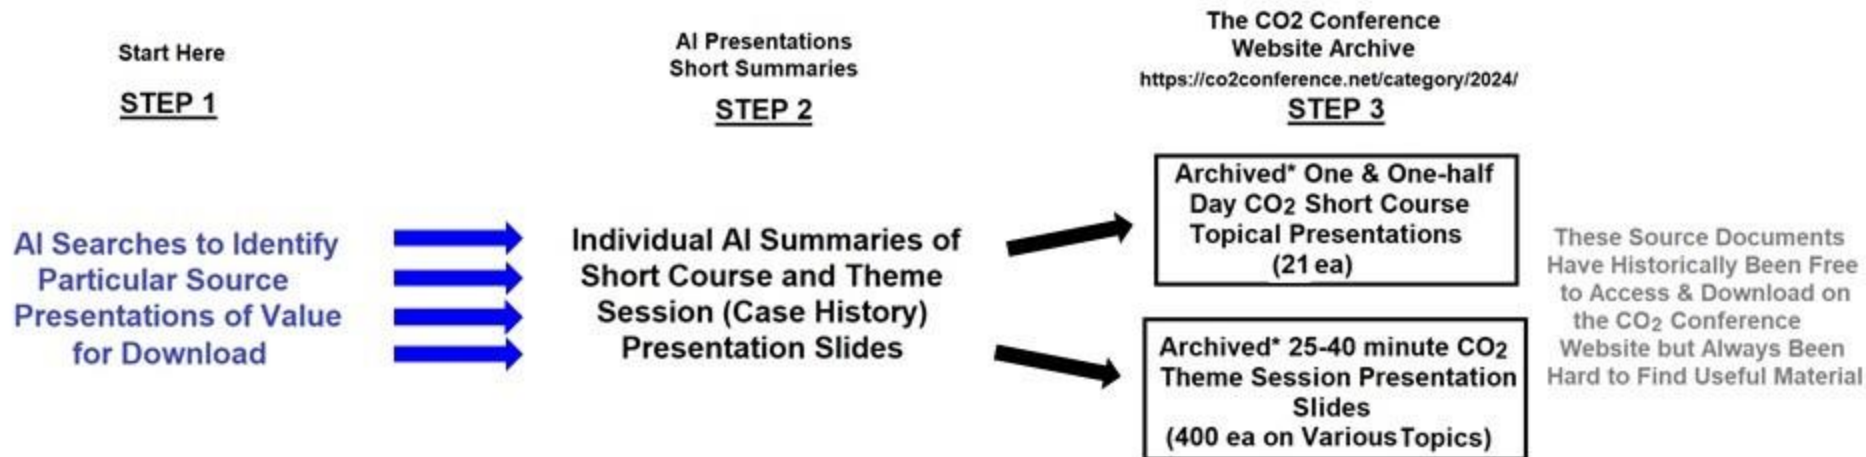 Start Here
STEP 1
AI Searches to Identify
Particular Source
Presentations of Value
for Download
AI Presentations
Short Summaries
STEP 2
Individual AI Summaries of
Short Course and Theme
Session (Case History)
Presentation Slides
The CO2 Conference
Website Archive
https://co2conference.net/category/2024/
STEP 3
Archived* One & One-half
Day CO2 Short Course
Topical Presentations
(21 ea)
Archived* 25-40 minute CO2
Theme Session Presentation
Slides
(400 ea on Various Topics)
These Source Documents
Have Historically Been Free
to Access & Download on
the CO2 Conference
Website but Always Been
Hard to Find Useful Material